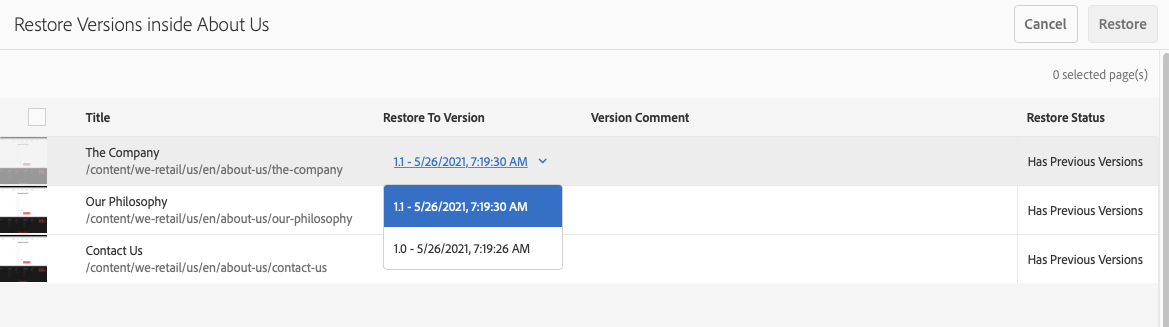 Restore Versions inside About Us
Cancel
Restore
0 selected page(s)
Title
Restore To Version
Version Comment
Restore Status
The Company
/content/we-retail/us/en/about-us/the-company
1.1 - 5/26/2021, 7:19:30 AM
Has Previous Versions
1.1 - 5/26/2021, 7:19:30 AM
Our Philosophy
/content/we-retail/us/en/about-us/our-philosophy
Has Previous Versions
1.0 - 5/26/2021, 7:19:26 AM
Contact Us
/content/we-retail/us/en/about-us/contact-us
Has Previous Versions